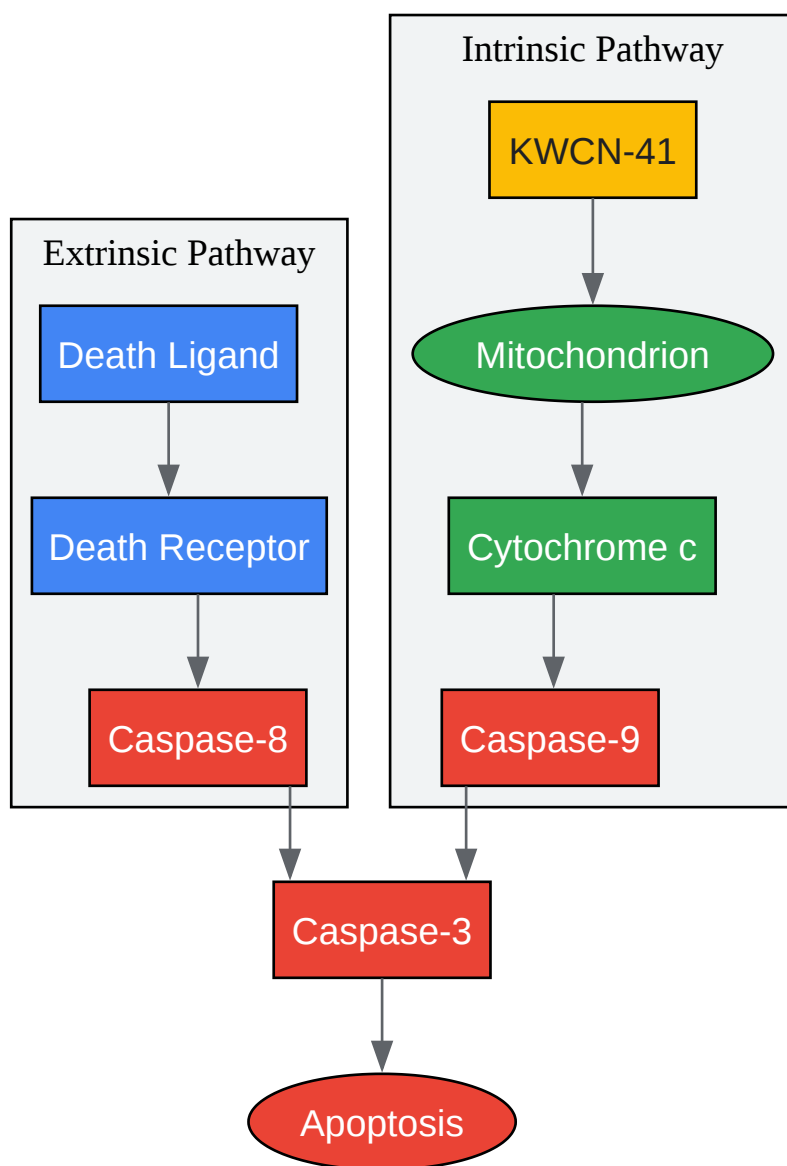 Intrinsic Pathway
KWCN-41
Mitochondrion
Cytochrome c
Caspase-9
Extrinsic Pathway
Death Ligand
Death Receptor
Caspase-8
Caspase-3
Apoptosis